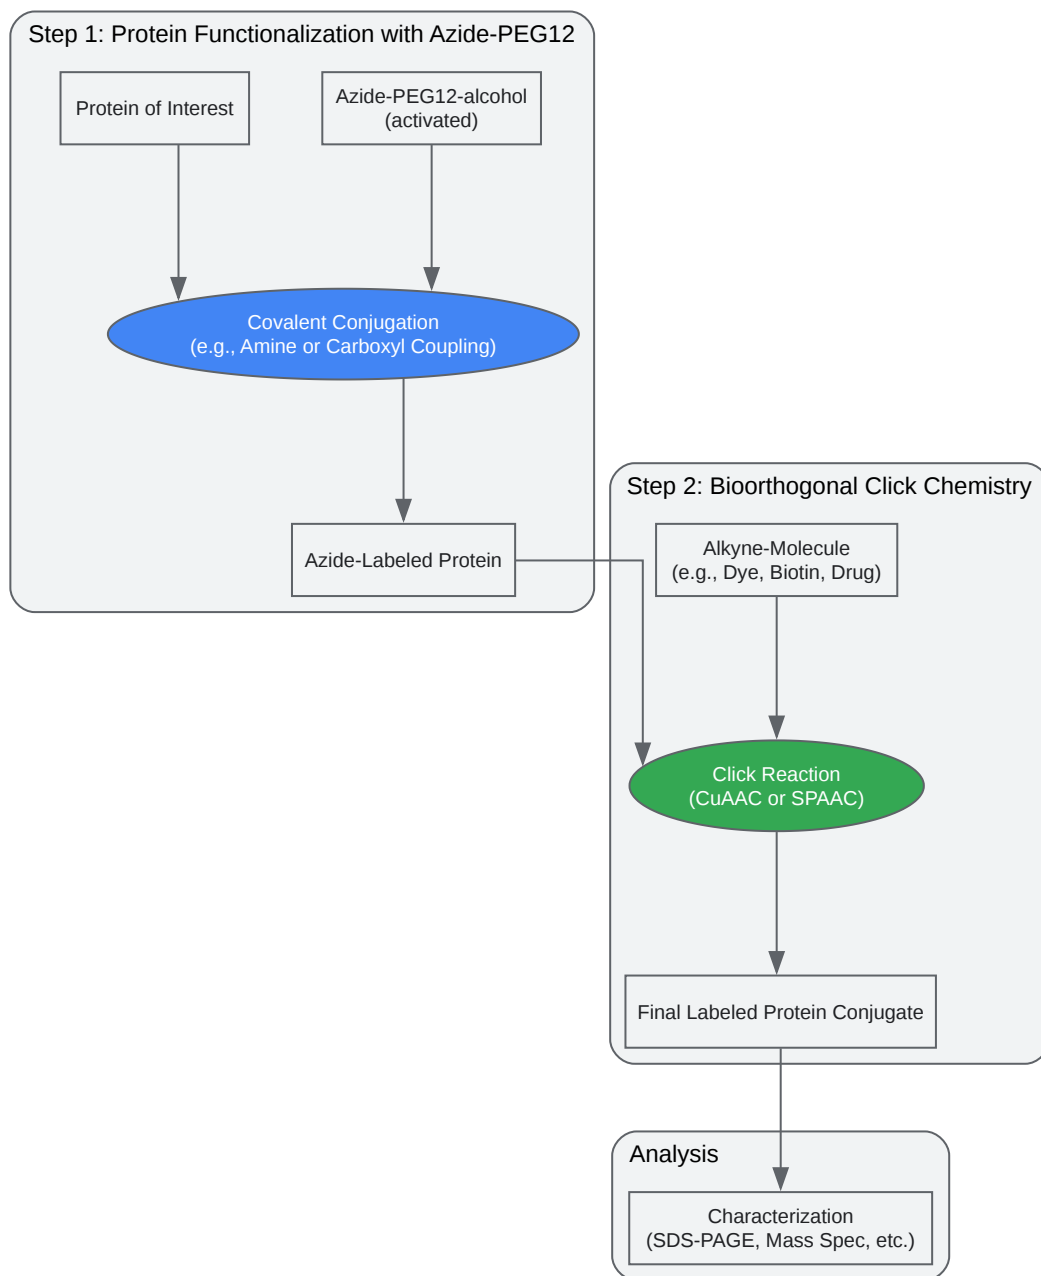 Step 1: Protein Functionalization with Azide-PEG12
Protein of Interest
Azide-PEG12-alcohol
(activated)
Covalent Conjugation
(e.g., Amine or Carboxyl Coupling)
Azide-Labeled Protein
Step 2: Bioorthogonal Click Chemistry
Alkyne-Molecule
(e.g., Dye, Biotin, Drug)
Click Reaction
(CuAAC or SPAAC)
Final Labeled Protein Conjugate
Analysis
Characterization
(SDS-PAGE, Mass Spec, etc.)